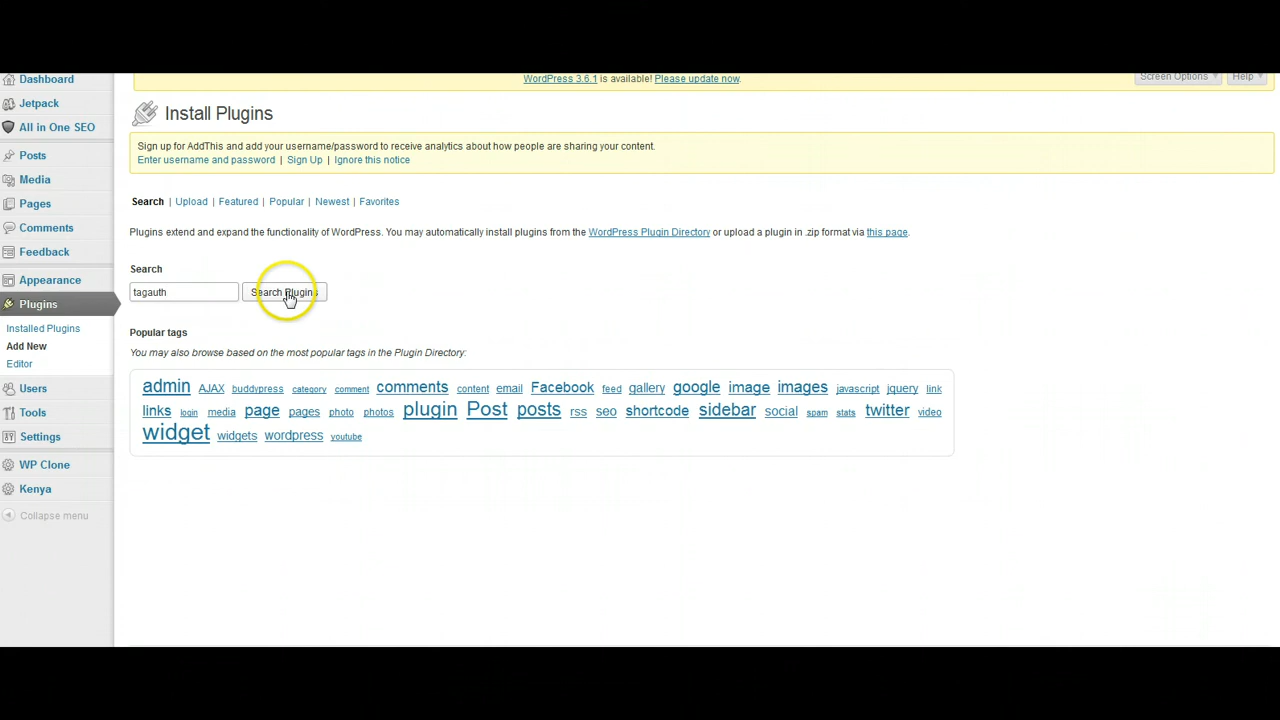 Dashboard
Jetpack
All in One SEO
Posts
Media
Pages
Comments
Feedback
Appearance
Plugins
Installed Plugins
Add New
Editor
Users
Tools
Settings
WP Clone
Kenya
Collapse menu
WordPress 3.6.1 is available! Please update now.
Screen Options Help
Install Plugins
Sign up for AddThis and add your username/password to receive analytics about how people are sharing your content.
Enter username and password | Sign Up | Ignore this notice
Search | Upload | Featured | Popular | Newest | Favorites
Plugins extend and expand the functionality of WordPress. You may automatically install plugins from the WordPress Plugin Directory or upload a plugin in .zip format via this page.
Search
tagauth Search Plugins
Popular tags
You may also browse based on the most popular tags in the Plugin Directory:
admin AJAX buddypress category comment comments content email Facebook feed gallery google image images javascript jquery link
links login media page pages photo photos plugin Post posts rss seo shortcode sidebar social spam stats twitter video
widget widgets wordpress youtube